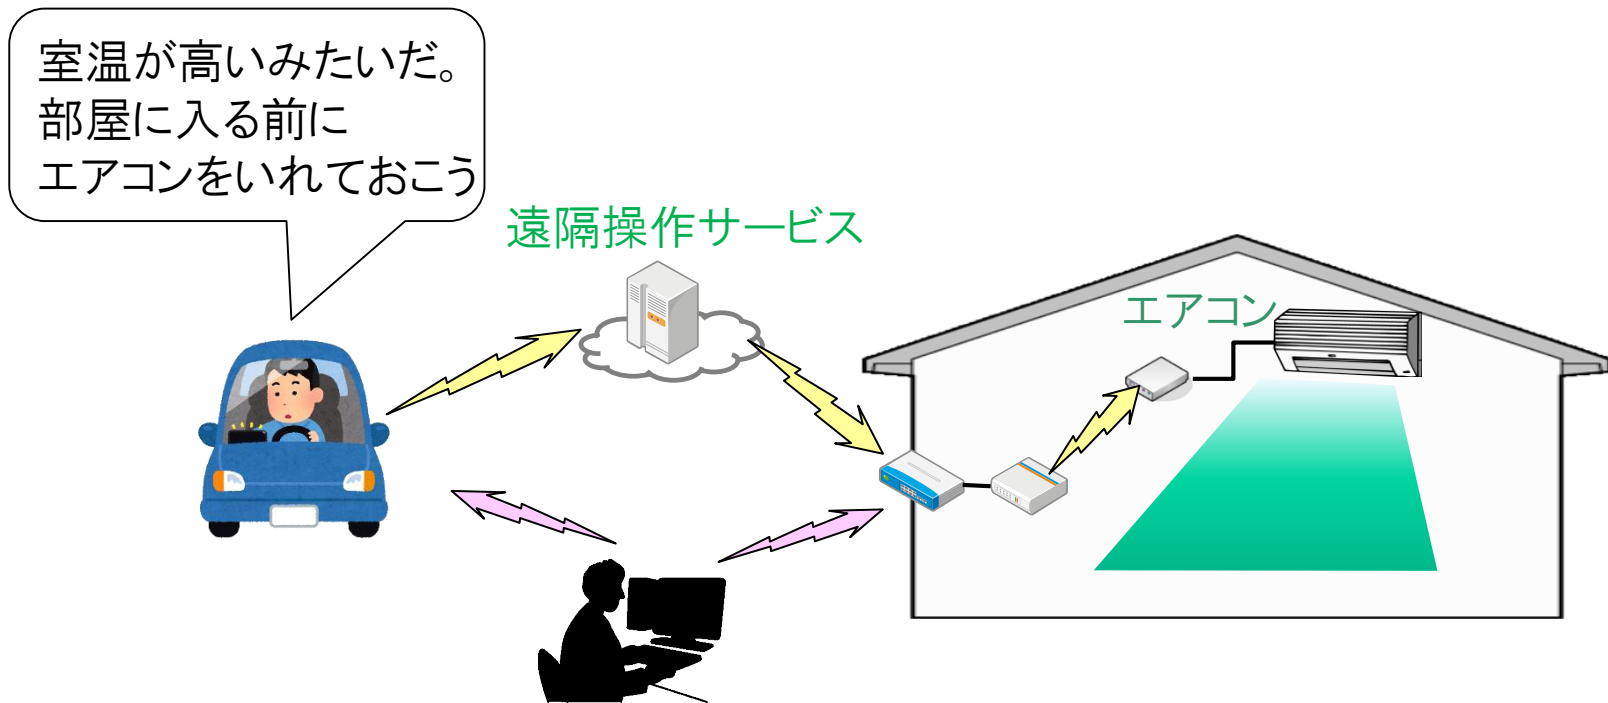 室温が高いみたいだ。
部屋に入る前に
エアコンをいれておこう
遠隔操作サービス
エアコン